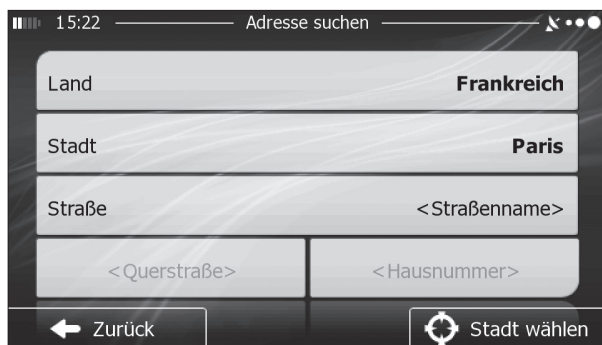 15:22 Adresse suchen
Land Frankreich
Stadt Paris
Straße <Straßenname>
<Querstraße> <Hausnummer>
Zurück Stadt wählen